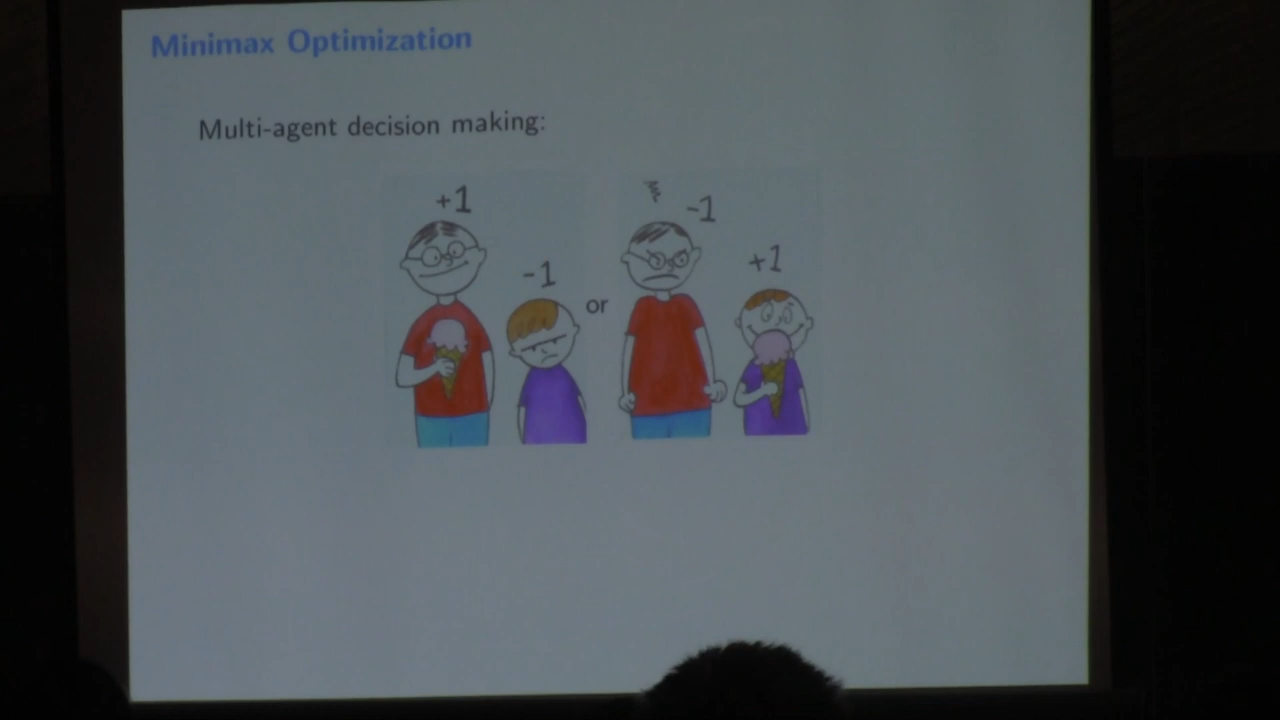 Minimax Optimization
Multi-agent decision making:
+1
-1
or
-1
+1